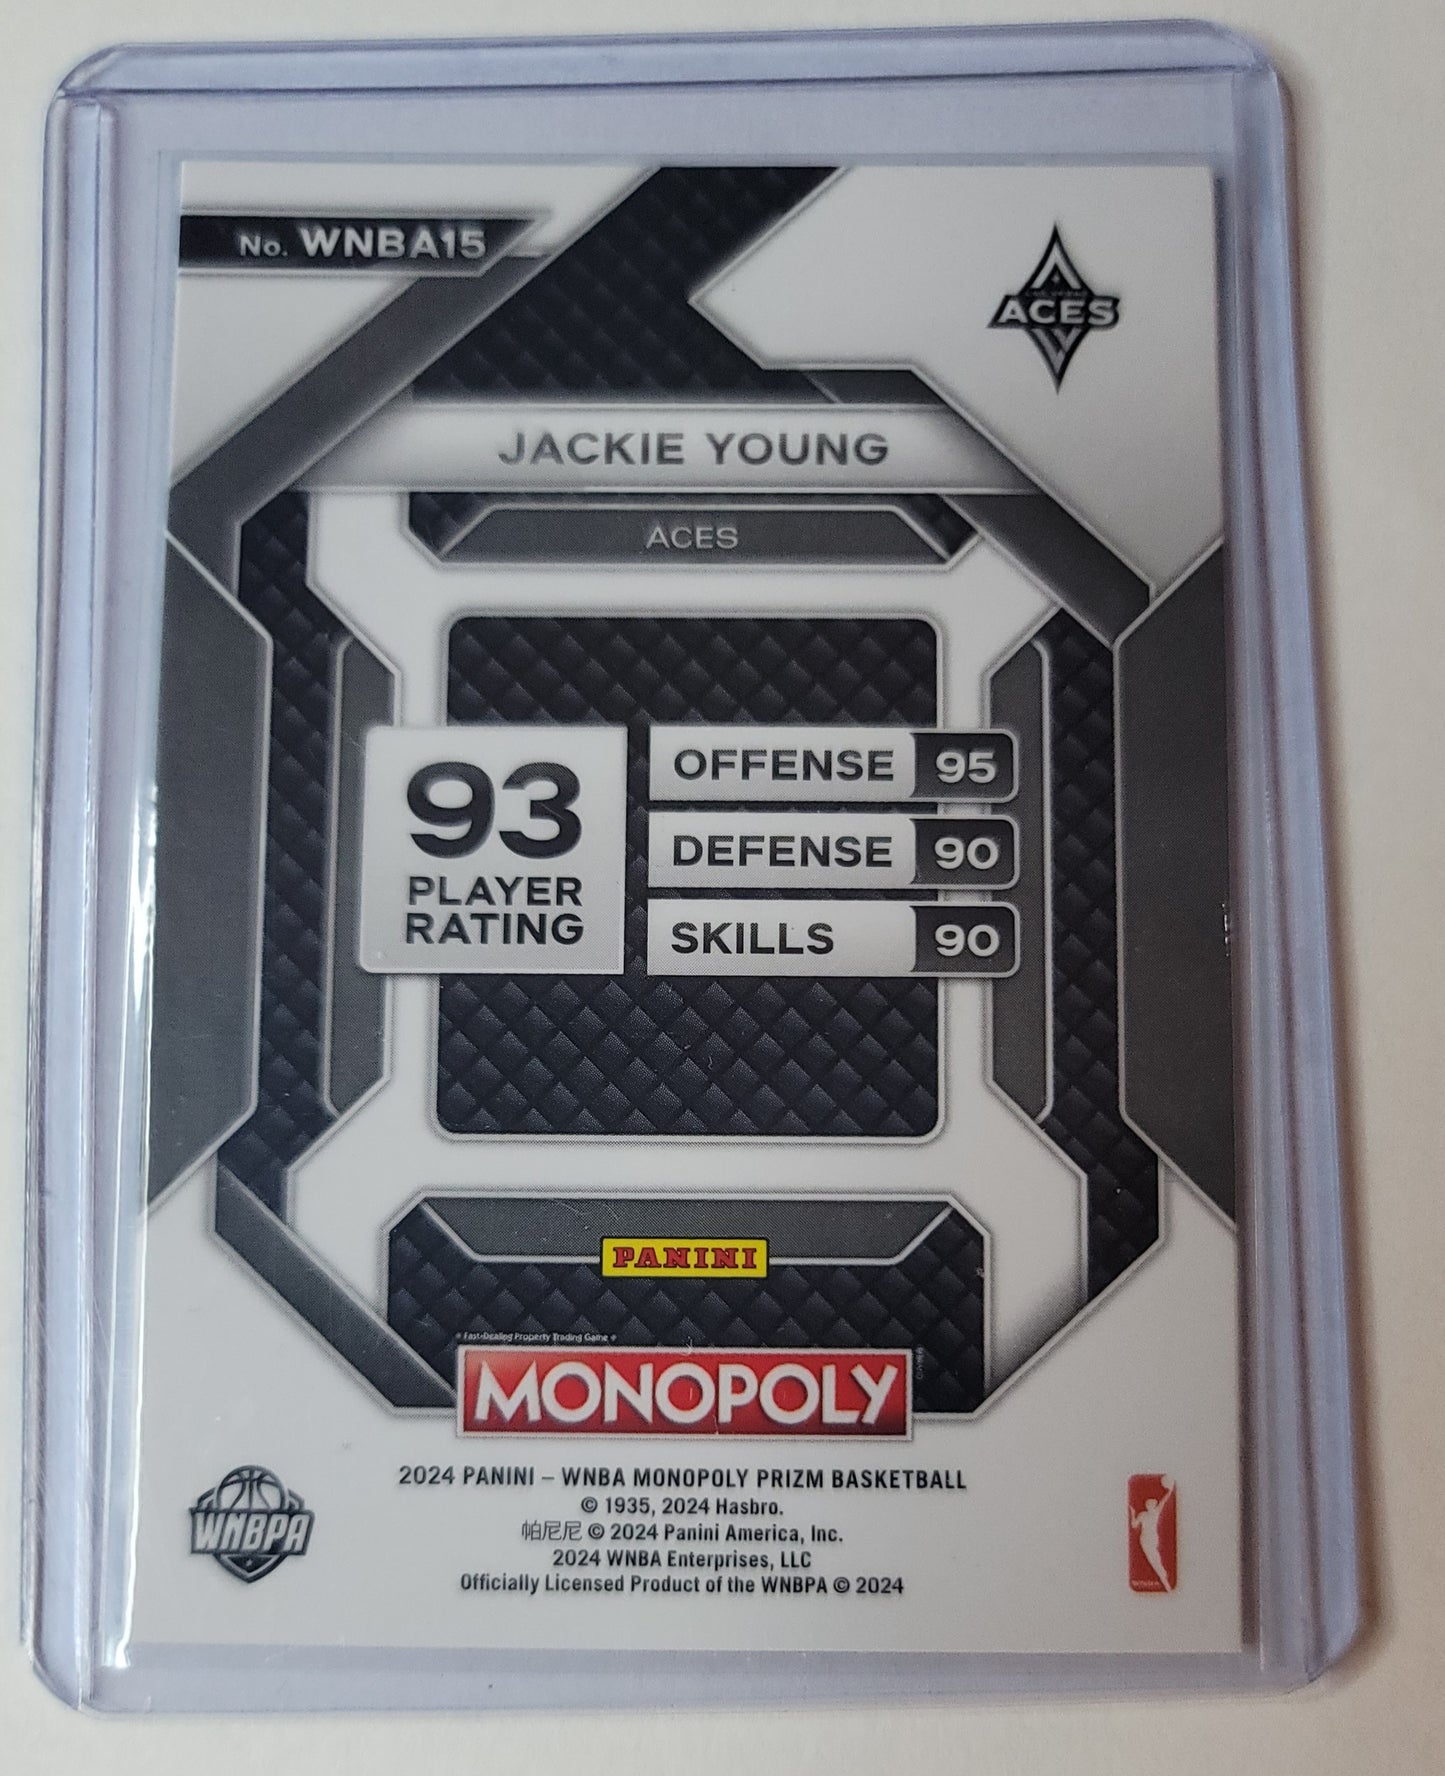 No. WNBA15
ACES
JACKIE YOUNG
ACES
93
PLAYER
RATING
OFFENSE 95
DEFENSE 90
SKILLS 90
PANINI
Fast-Dealing Property Trading Game
MONOPOLY
2024 PANINI – WNBA MONOPOLY PRIZM BASKETBALL
© 1935, 2024 Hasbro.
帕尼尼 © 2024 Panini America, Inc.
2024 WNBA Enterprises, LLC
Officially Licensed Product of the WNBPA © 2024
WNBPA
WNBA